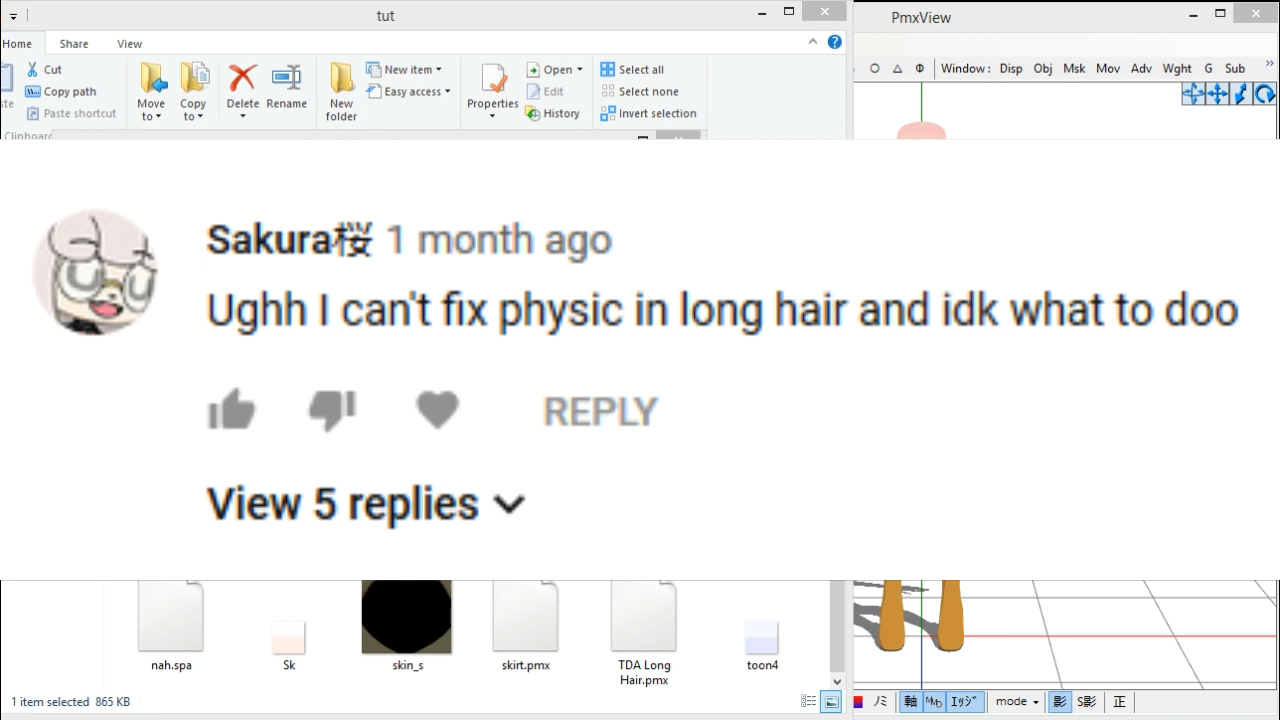 tut
PmxView
Home Share View
Cut
Copy path
Paste shortcut
Move to
Copy to
Delete
Rename
New folder
New item
Easy access
Properties
Open
Edit
History
Select all
Select none
Invert selection
Window : Disp Obj Msk Mov Adv Wght G Sub
Sakura桜 1 month ago
Ughh I can't fix physic in long hair and idk what to doo
REPLY
View 5 replies
nah.spa
Sk
skin_s
skirt.pmx
TDA Long Hair.pmx
toon4
1 item selected 865 KB
軸 エッジ mode 影 S影 正